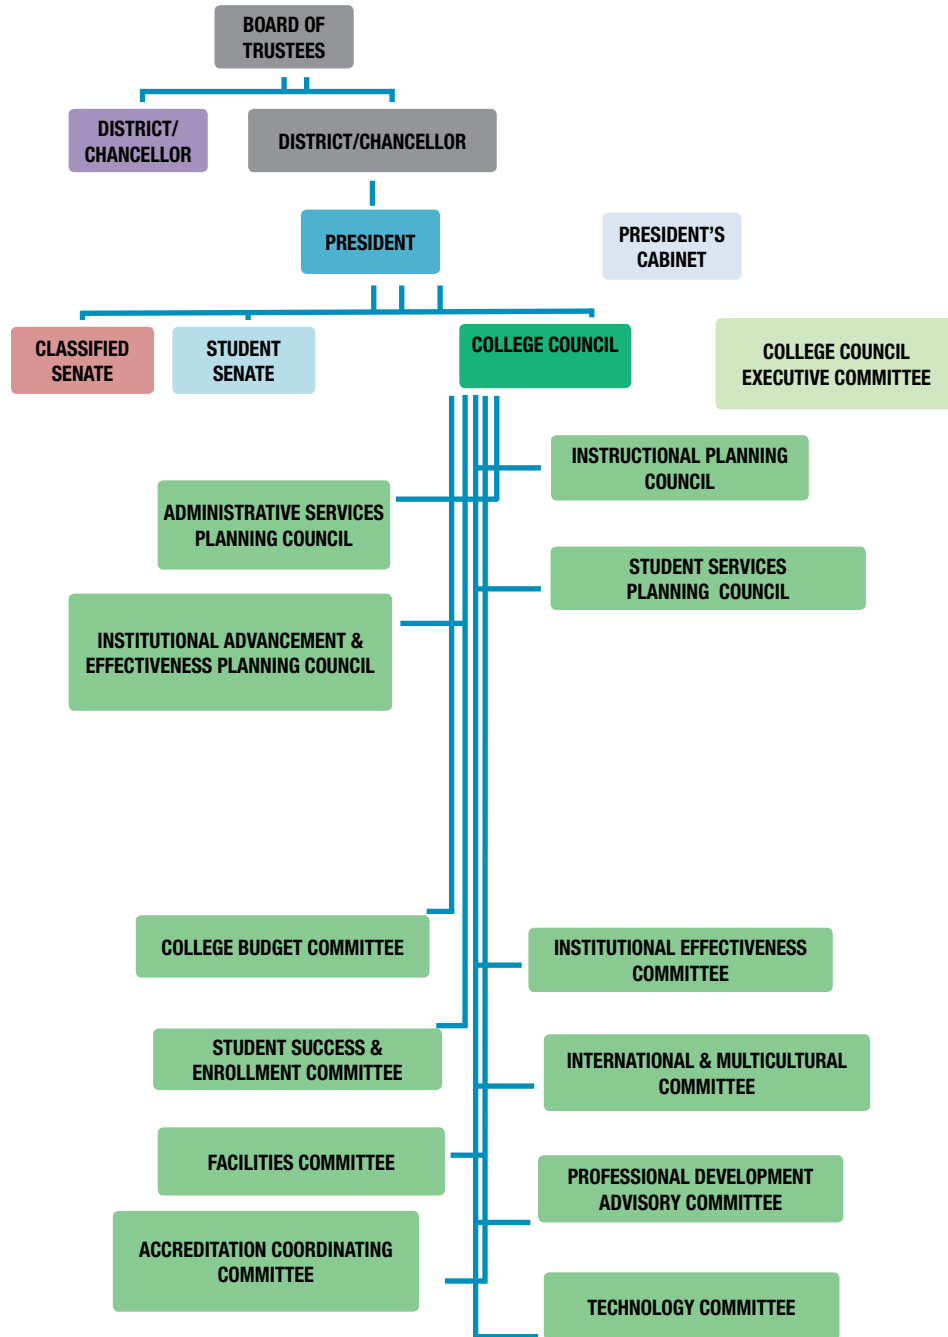 BOARD OF
TRUSTEES
DISTRICT/
CHANCELLOR
DISTRICT/CHANCELLOR
PRESIDENT
PRESIDENT'S
CABINET
CLASSIFIED
SENATE
STUDENT
SENATE
COLLEGE COUNCIL
COLLEGE COUNCIL
EXECUTIVE COMMITTEE
INSTRUCTIONAL PLANNING
COUNCIL
ADMINISTRATIVE SERVICES
PLANNING COUNCIL
STUDENT SERVICES
PLANNING COUNCIL
INSTITUTIONAL ADVANCEMENT &
EFFECTIVENESS PLANNING COUNCIL
COLLEGE BUDGET COMMITTEE
INSTITUTIONAL EFFECTIVENESS
COMMITTEE
STUDENT SUCCESS &
ENROLLMENT COMMITTEE
INTERNATIONAL & MULTICULTURAL
COMMITTEE
FACILITIES COMMITTEE
PROFESSIONAL DEVELOPMENT
ADVISORY COMMITTEE
ACCREDITATION COORDINATING
COMMITTEE
TECHNOLOGY COMMITTEE